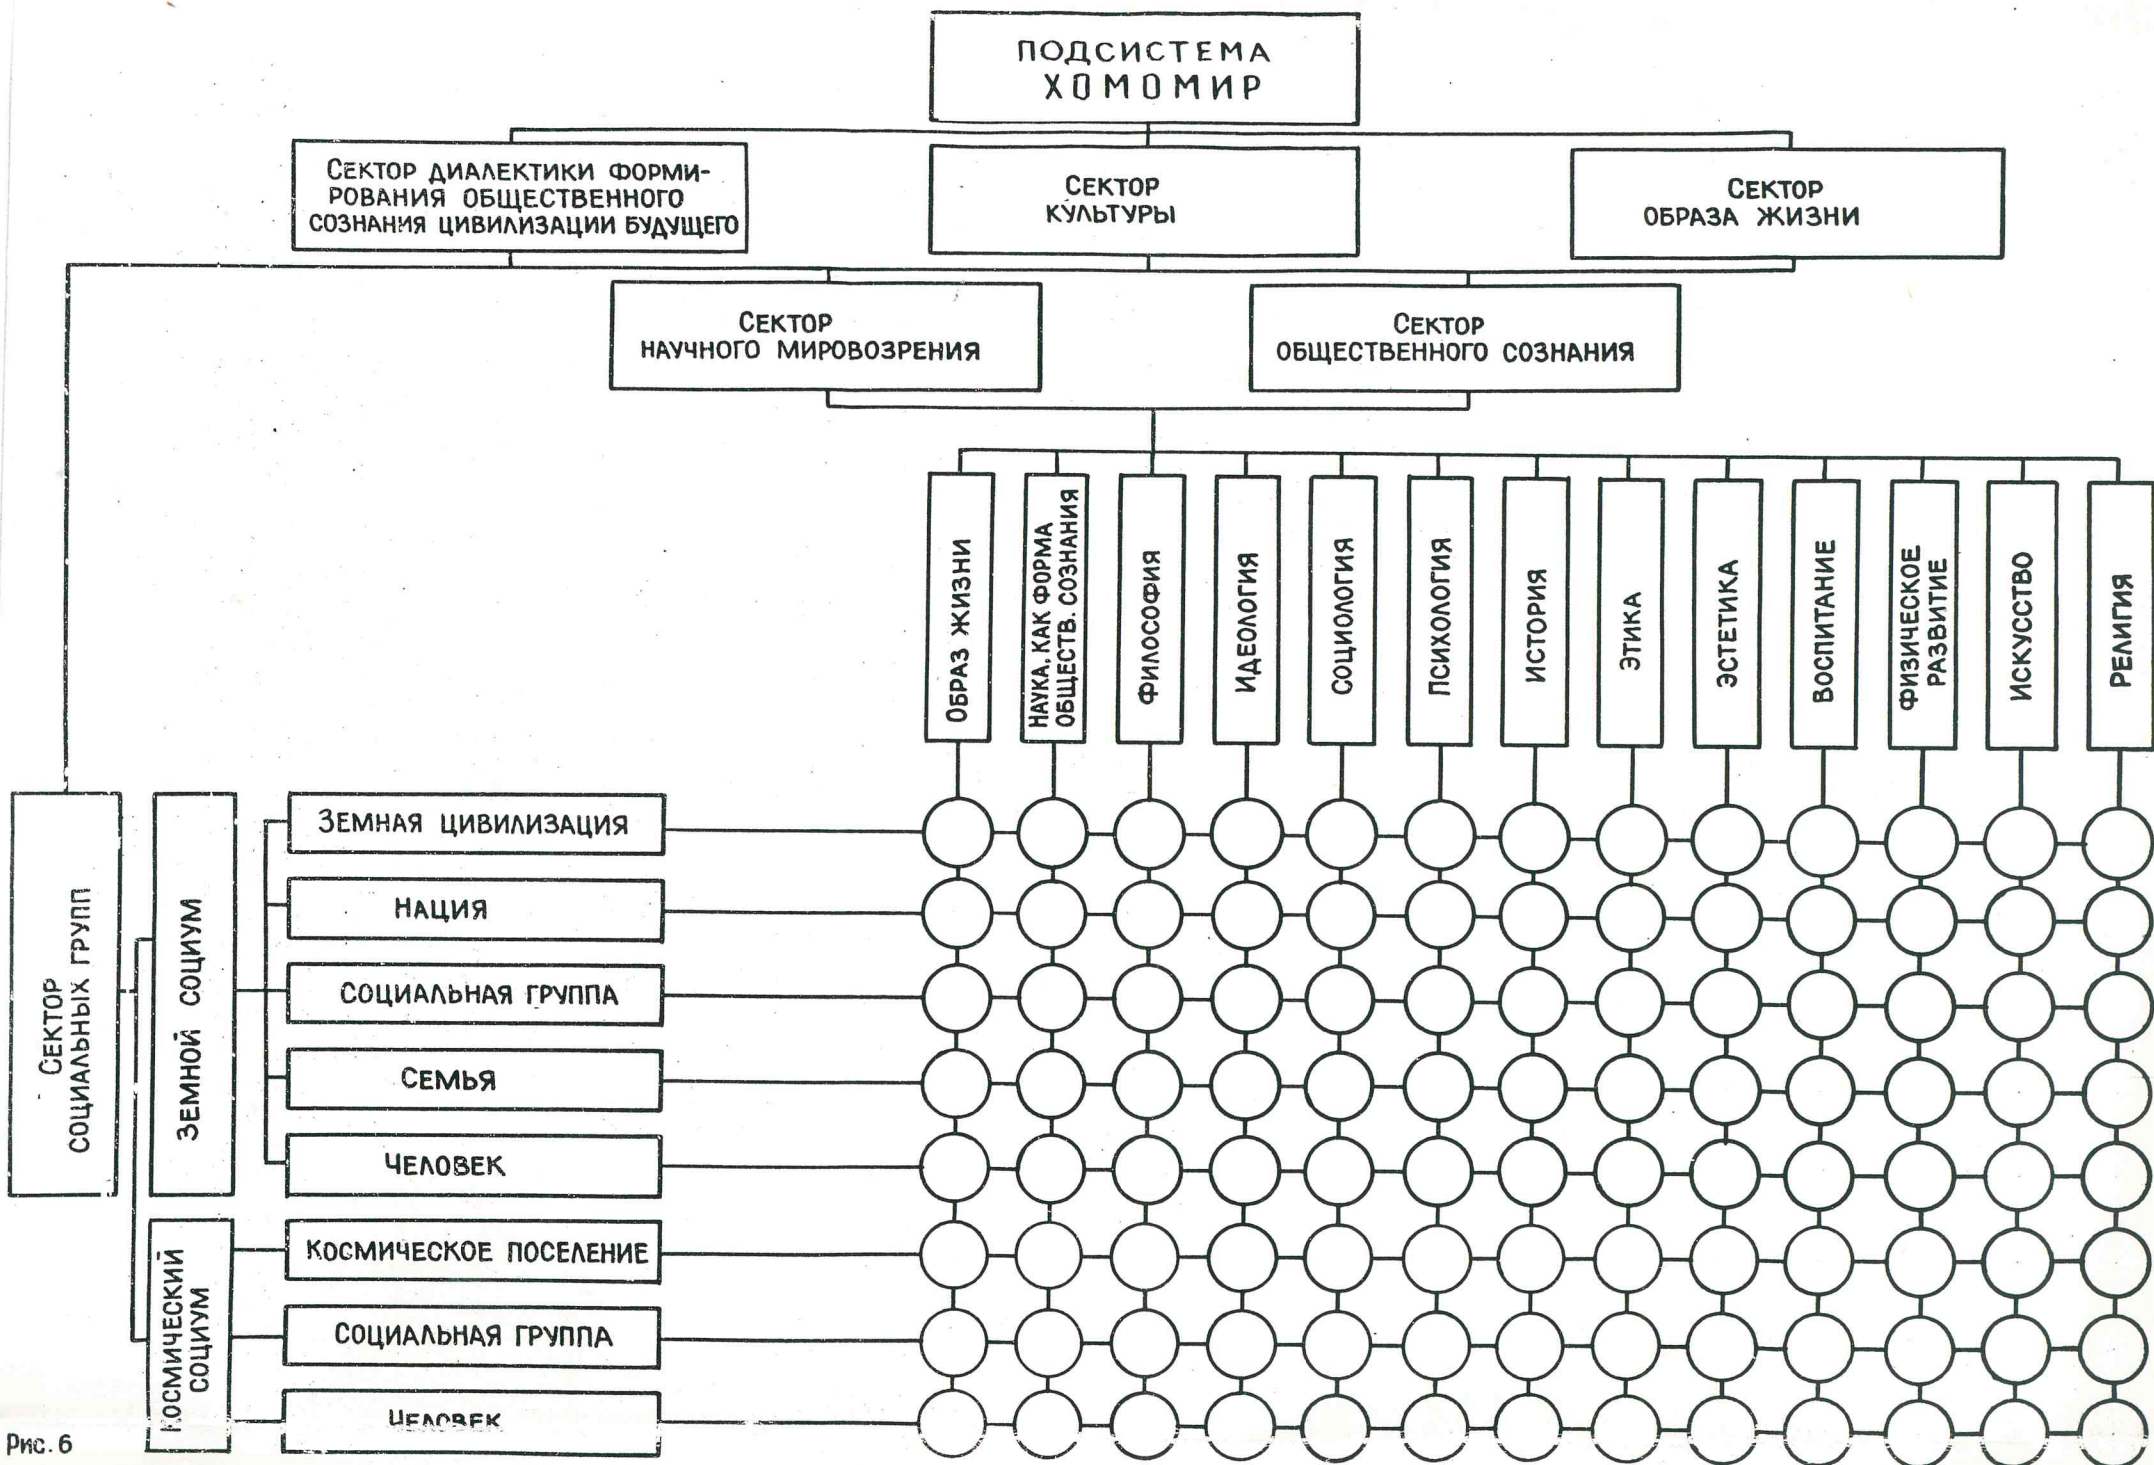 ПОДСИСТЕМА
ХОМОМИР
СЕКТОР ДИАЛЕКТИКИ ФОРМИ-
РОВАНИЯ ОБЩЕСТВЕННОГО
СОЗНАНИЯ ЦИВИЛИЗАЦИИ БУДУЩЕГО
СЕКТОР
КУЛЬТУРЫ
СЕКТОР
ОБРАЗА ЖИЗНИ
СЕКТОР
НАУЧНОГО МИРОВОЗРЕНИЯ
СЕКТОР
ОБЩЕСТВЕННОГО СОЗНАНИЯ
ОБРАЗ ЖИЗНИ
НАУКА, КАК ФОРМА
ОБЩЕСТВ. СОЗНАНИЯ
ФИЛОСОФИЯ
ИДЕОЛОГИЯ
СОЦИОЛОГИЯ
ПСИХОЛОГИЯ
ИСТОРИЯ
ЭТИКА
ЭСТЕТИКА
ВОСПИТАНИЕ
ФИЗИЧЕСКОЕ
РАЗВИТИЕ
ИСКУССТВО
РЕЛИГИЯ
СЕКТОР
СОЦИАЛЬНЫХ ГРУПП
ЗЕМНОЙ СОЦИУМ
ЗЕМНАЯ ЦИВИЛИЗАЦИЯ
НАЦИЯ
СОЦИАЛЬНАЯ ГРУППА
СЕМЬЯ
ЧЕЛОВЕК
КОСМИЧЕСКИЙ
СОЦИУМ
КОСМИЧЕСКОЕ ПОСЕЛЕНИЕ
СОЦИАЛЬНАЯ ГРУППА
ЧЕЛОВЕК
Рис. 6